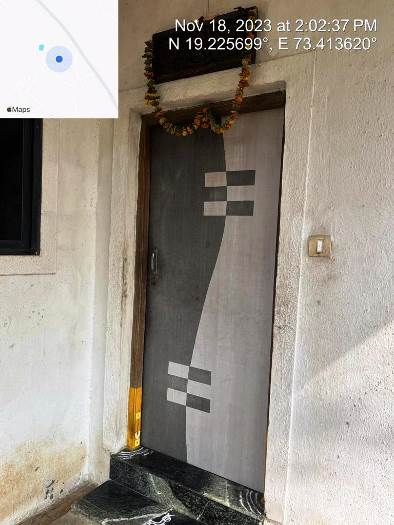 Nov 18, 2023 at 2:02:37 PM
N 19.225699°, E 73.413620°
Maps